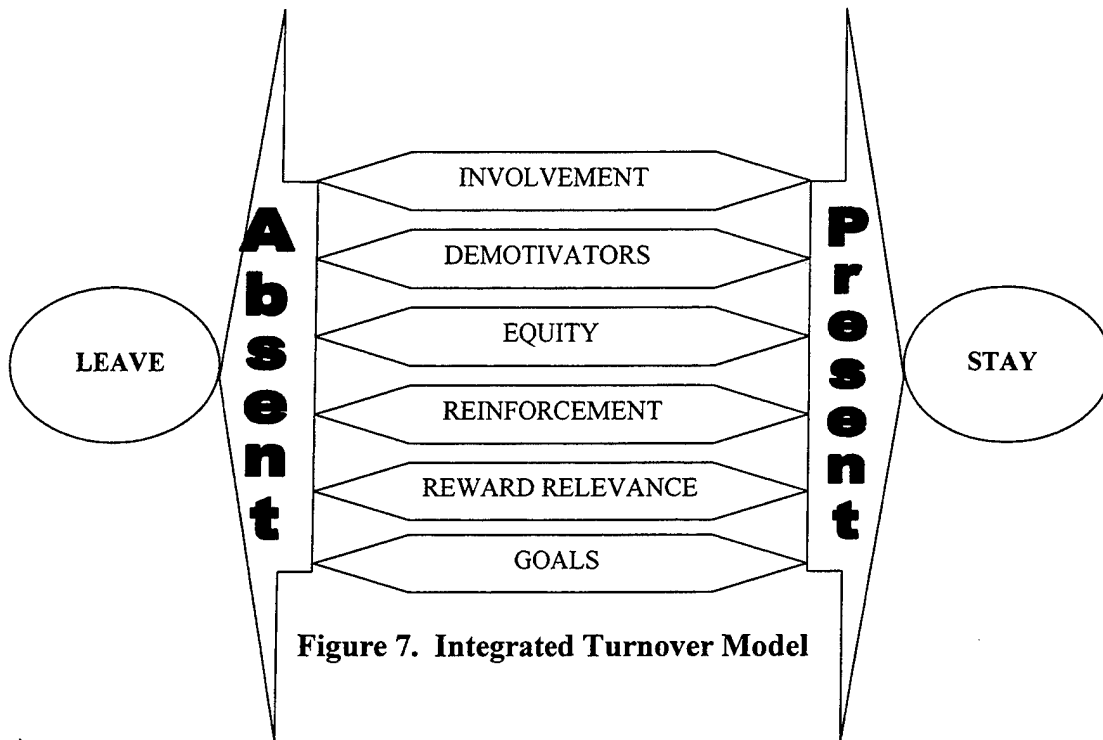 INVOLVEMENT
DEMOTIVATORS
EQUITY
REINFORCEMENT
REWARD RELEVANCE
GOALS
Absent
Present
LEAVE
STAY
Figure 7. Integrated Turnover Model